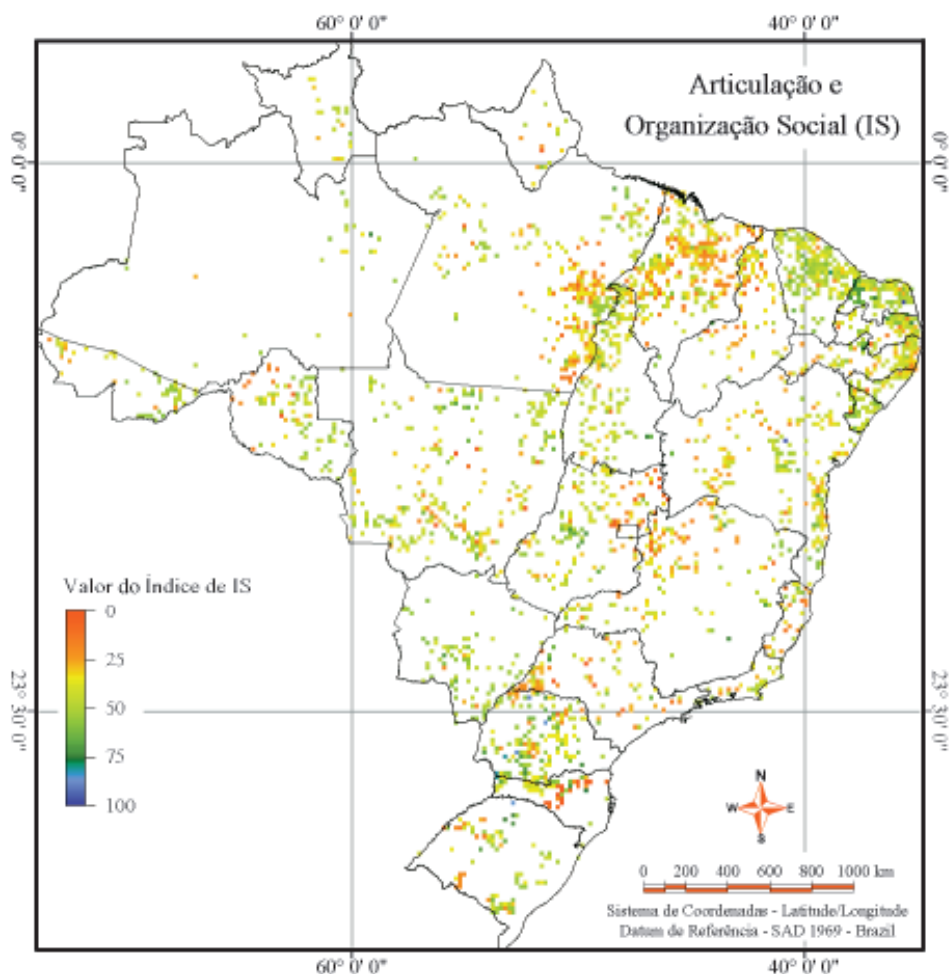 60° 0' 0"
40° 0' 0"
Articulação e
Organização Social (IS)
0° 0' 0"
0° 0' 0"
Valor do Índice de IS
0
25
50
75
100
23° 30' 0"
23° 30' 0"
N
W
E
S
0 200 400 600 800 1000 km
Sistema de Coordenadas - Latitude/Longitude
Datum de Referência - SAD 1969 - Brazil
60° 0' 0"
40° 0' 0"